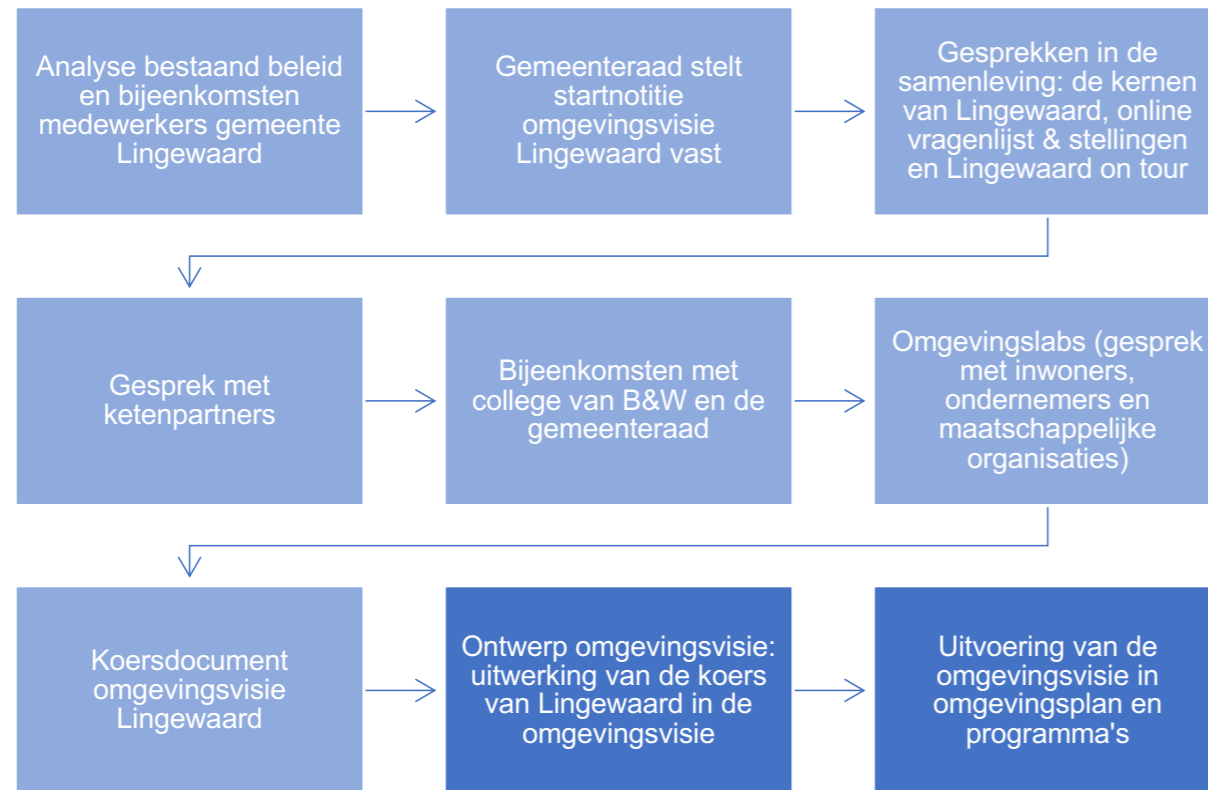 Analyse bestaand beleid
en bijeenkomsten
medewerkers gemeente
Lingewaard
Gemeenteraad stelt
startnotitie
omgevingsvisie
Lingewaard vast
Gesprekken in de
samenleving: de kernen
van Lingewaard, online
vragenlijst & stellingen
en Lingewaard on tour
Gesprek met
ketenpartners
Bijeenkomsten met
college van B&W en de
gemeenteraad
Omgevingslabs (gesprek
met inwoners,
ondernemers en
maatschappelijke
organisaties)
Koersdocument
omgevingsvisie
Lingewaard
Ontwerp omgevingsvisie:
uitwerking van de koers
van Lingewaard in de
omgevingsvisie
Uitvoering van de
omgevingsvisie in
omgevingsplan en
programma's